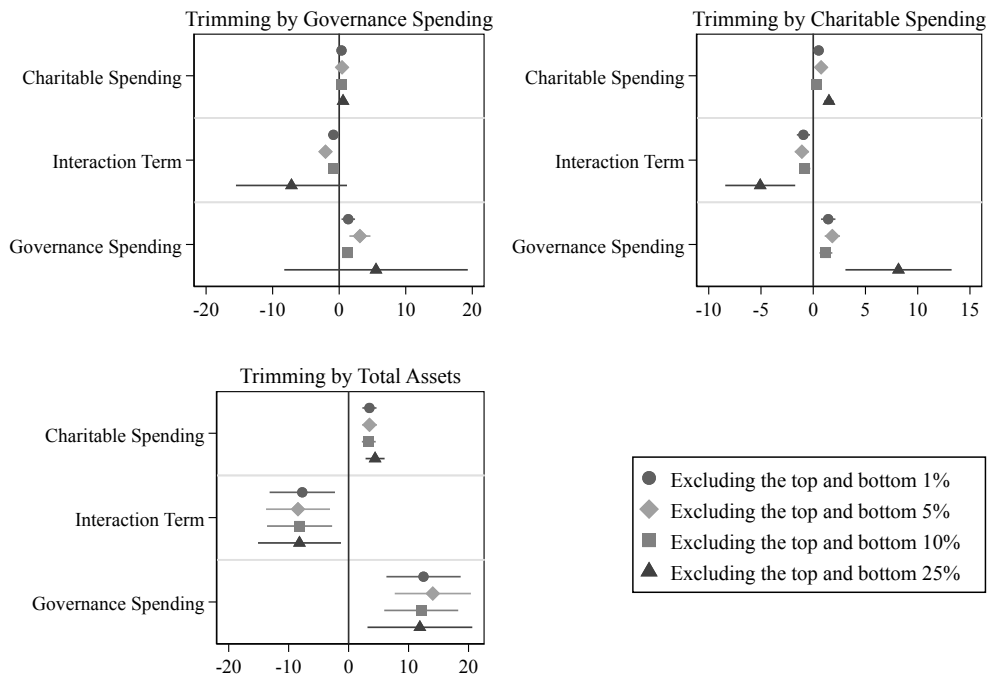 Trimming by Governance Spending
Charitable Spending
Interaction Term
Governance Spending
-20 -10 0 10 20
Trimming by Charitable Spending
Charitable Spending
Interaction Term
Governance Spending
-10 -5 0 5 10 15
Trimming by Total Assets
Charitable Spending
Interaction Term
Governance Spending
-20 -10 0 10 20
Excluding the top and bottom 1%
Excluding the top and bottom 5%
Excluding the top and bottom 10%
Excluding the top and bottom 25%